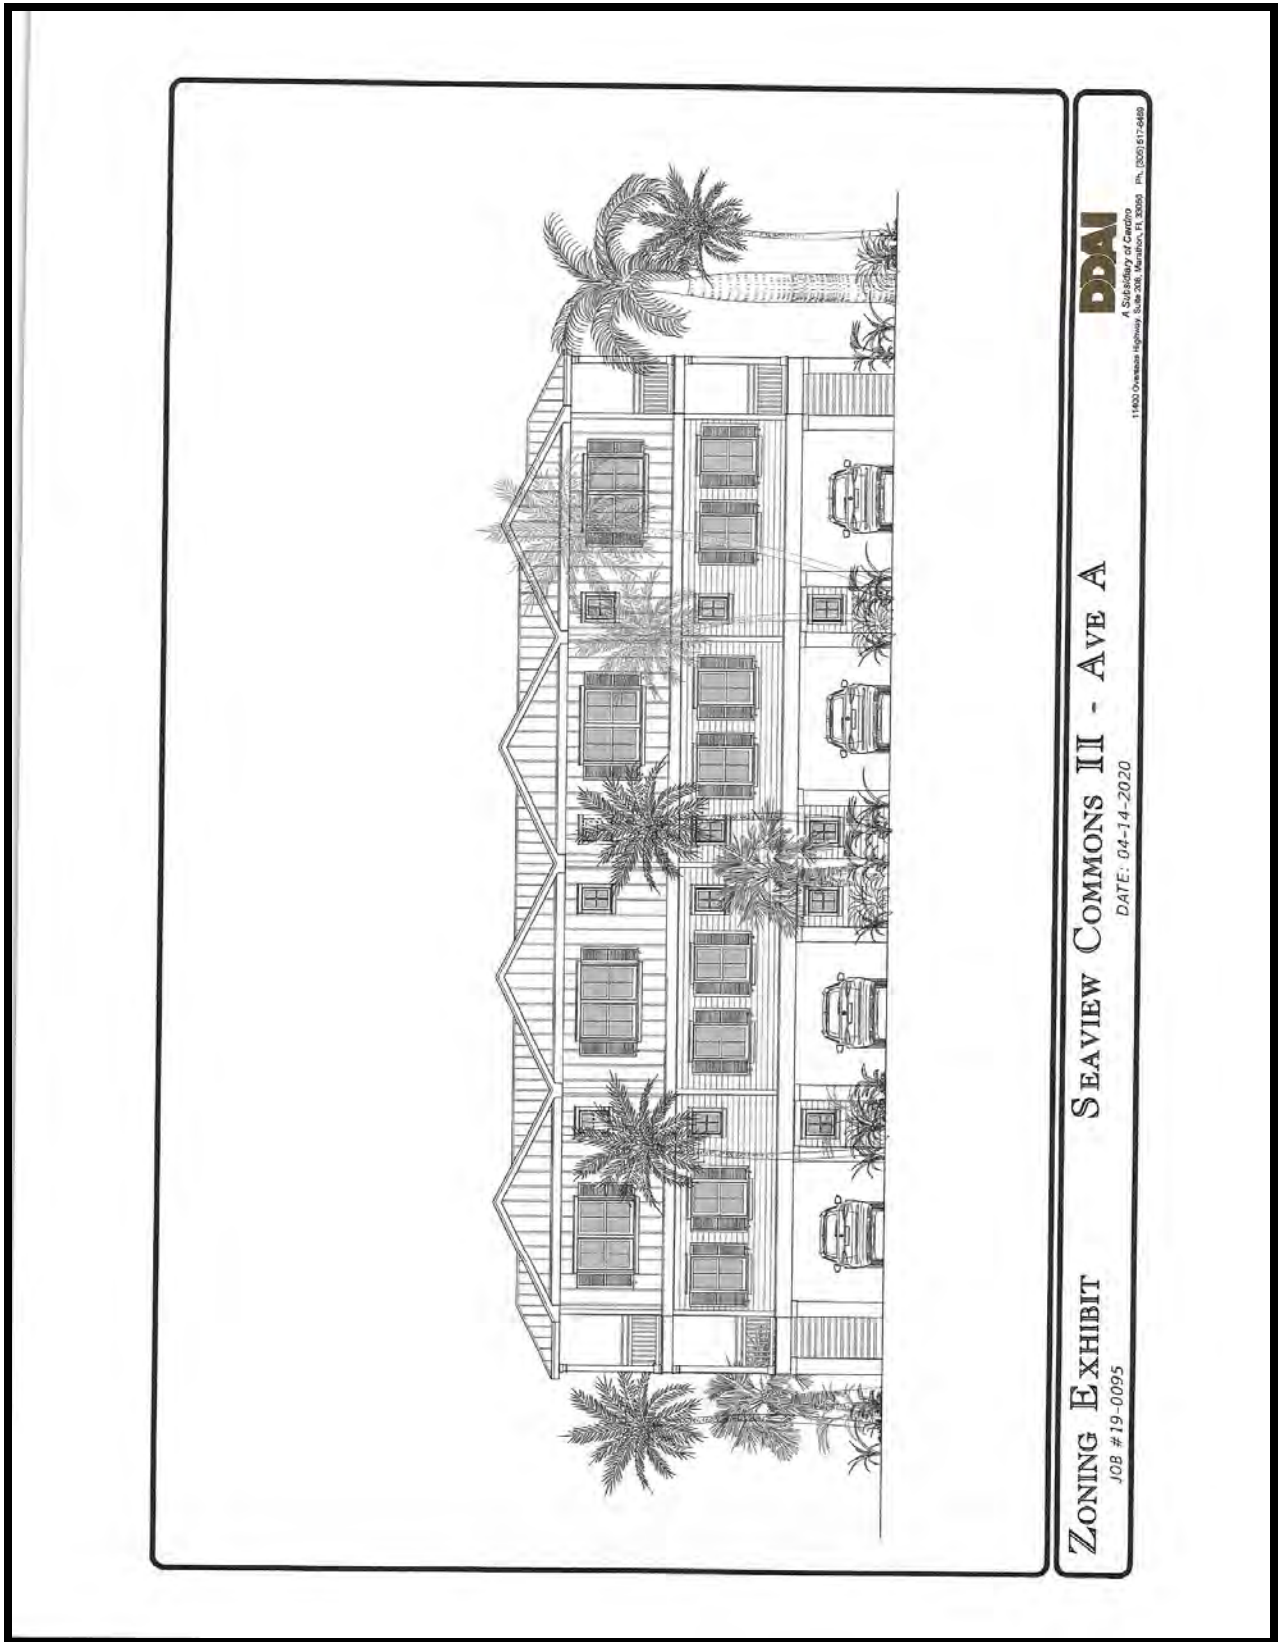 ZONING EXHIBIT
JOB #19-0095
SEAVIEW COMMONS II - AVE A
DATE: 04-14-2020
DDAI
A Subsidiary of Cardno
11400 Overseas Highway, Suite 208, Marathon, Fl, 33050 Ph. (305) 517-6469